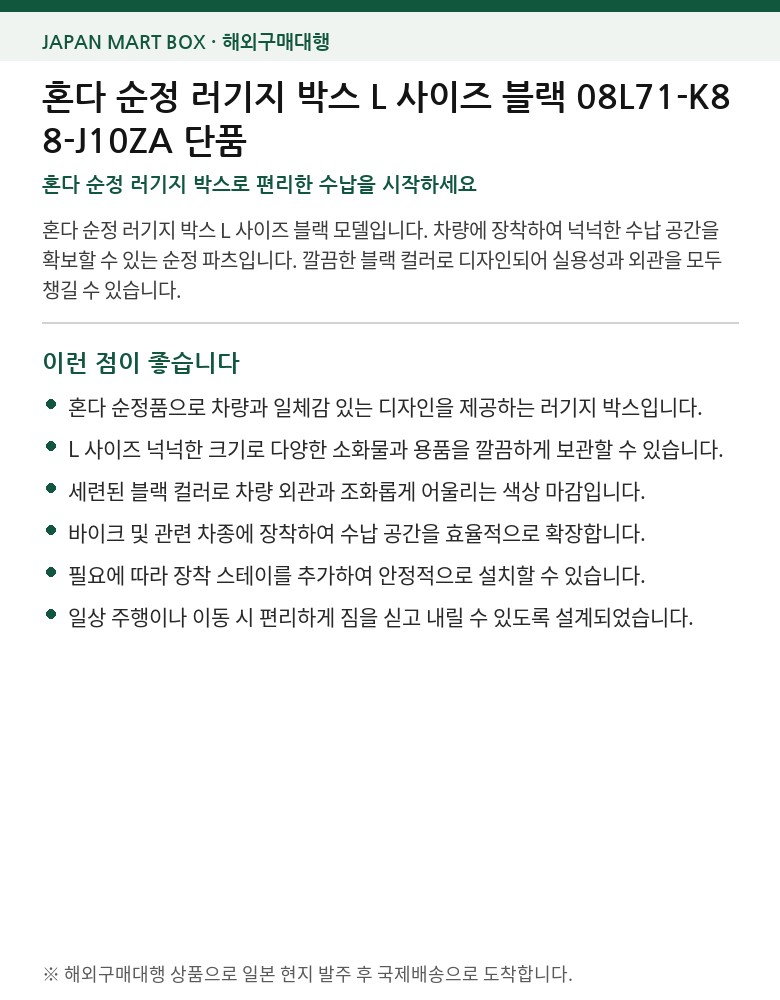 JAPAN MART BOX · 해외구매대행
혼다 순정 러기지 박스 L 사이즈 블랙 08L71-K8
8-J10ZA 단품
혼다 순정 러기지 박스로 편리한 수납을 시작하세요
혼다 순정 러기지 박스 L 사이즈 블랙 모델입니다. 차량에 장착하여 넉넉한 수납 공간을
확보할 수 있는 순정 파츠입니다. 깔끔한 블랙 컬러로 디자인되어 실용성과 외관을 모두
챙길 수 있습니다.
이런 점이 좋습니다
● 혼다 순정품으로 차량과 일체감 있는 디자인을 제공하는 러기지 박스입니다.
● L 사이즈 넉넉한 크기로 다양한 소화물과 용품을 깔끔하게 보관할 수 있습니다.
● 세련된 블랙 컬러로 차량 외관과 조화롭게 어울리는 색상 마감입니다.
● 바이크 및 관련 차종에 장착하여 수납 공간을 효율적으로 확장합니다.
● 필요에 따라 장착 스테이를 추가하여 안정적으로 설치할 수 있습니다.
● 일상 주행이나 이동 시 편리하게 짐을 싣고 내릴 수 있도록 설계되었습니다.
※ 해외구매대행 상품으로 일본 현지 발주 후 국제배송으로 도착합니다.